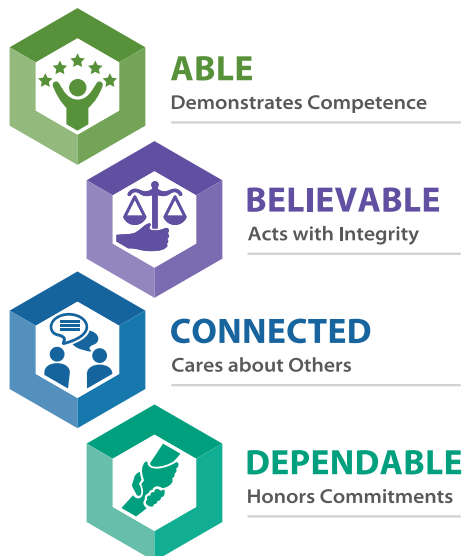 ABLE
Demonstrates Competence
BELIEVABLE
Acts with Integrity
CONNECTED
Cares about Others
DEPENDABLE
Honors Commitments